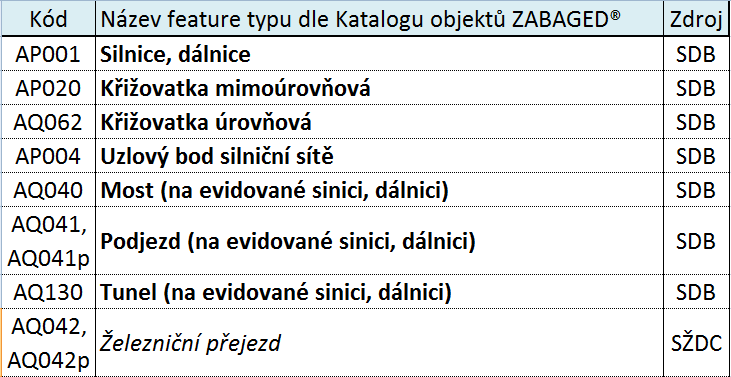 Kód Název feature typu dle Katalogu objektů ZABAGED® Zdroj
AP001 Silnice, dálnice SDB
AP020 Křižovatka mimoúrovňová SDB
AQ062 Křižovatka úrovňová SDB
AP004 Uzlový bod silniční sítě SDB
AQ040 Most (na evidované sinici, dálnici) SDB
AQ041,
AQ041p Podjezd (na evidované sinici, dálnici) SDB
AQ130 Tunel (na evidované sinici, dálnici) SDB
AQ042,
AQ042p Železniční přejezd SŽDC